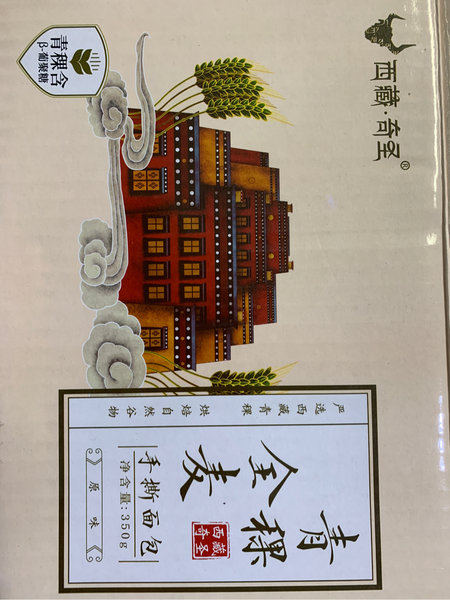 西藏·奇圣®
青稞含
β-葡聚糖
严选西藏青稞
烘焙自然谷物
青稞
全麦
西藏
奇圣
手撕面包
净含量:350g
《原味》